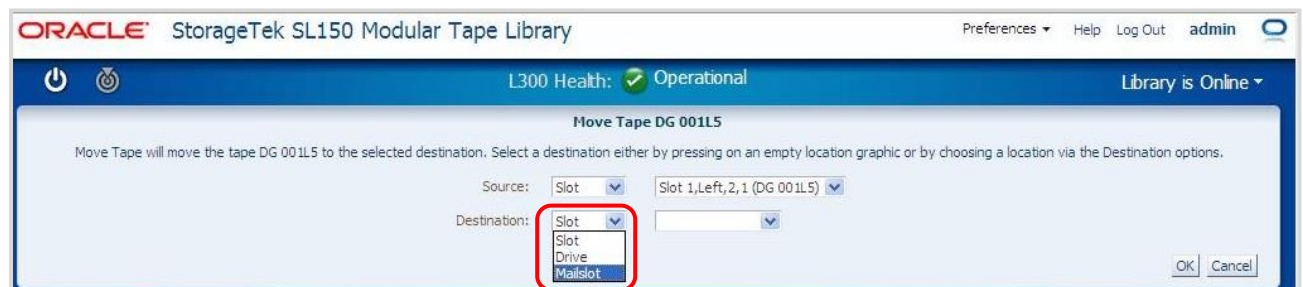 ORACLE® StorageTek SL150 Modular Tape Library Preferences Help Log Out admin
L300 Health: Operational Library is Online
Move Tape DG 001L5
Move Tape will move the tape DG 001L5 to the selected destination. Select a destination either by pressing on an empty location graphic or by choosing a location via the Destination options.
Source: Slot Slot 1,Left,2,1 (DG 001L5)
Destination: Slot
Slot
Drive
Mailslot
OK Cancel